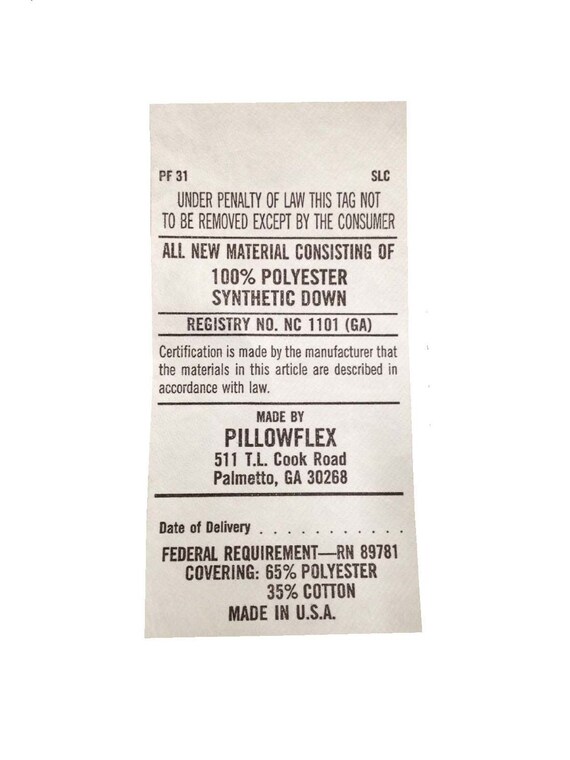 PF 31 SLC
UNDER PENALTY OF LAW THIS TAG NOT
TO BE REMOVED EXCEPT BY THE CONSUMER
ALL NEW MATERIAL CONSISTING OF
100% POLYESTER
SYNTHETIC DOWN
REGISTRY NO. NC 1101 (GA)
Certification is made by the manufacturer that
the materials in this article are described in
accordance with law.
MADE BY
PILLOWFLEX
511 T.L. Cook Road
Palmetto, GA 30268
Date of Delivery . . . . . . . . . . . .
FEDERAL REQUIREMENT—RN 89781
COVERING: 65% POLYESTER
35% COTTON
MADE IN U.S.A.